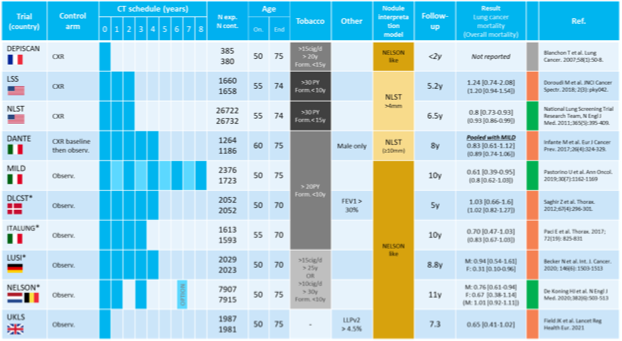 Trial (country)
Control arm
CT schedule (years)
0 1 2 3 4 5 6 7 8
N exp. N cont.
Age
On. End.
Tobacco
Other
Nodule interpretation model
Follow-up
Result Lung cancer mortality (Overall mortality)
Ref.
DEPISCAN
CXR
385
380
50 75
>15cig/d
> 20y
Form. <15y
NELSON like
<2y
Not reported
Blanchon T et al. Lung Cancer. 2007;58(1):50-8.
LSS
CXR
1660
1658
55 74
>30 PY
Form.< 10y
NLST
>4mm
5.2y
1.24 [0.74-2.08]
(1.20 0.94-1.54])
Doroudi M et al. JNCI Cancer Spectr. 2018; 2(3): pky042.
NLST
CXR
26722
26732
55 74
>30 PY
Form.< 15y
6.5y
0.8 [0.73-0.93]
(0.93 [0.86-0.99])
National Lung Screening Trial Research Team, N Engl J Med. 2011;365(5):395-409.
DANTE
CXR baseline then observ.
1264
1186
60 75
> 20PY
Form.<10y
Male only
NLST
(≥10mm)
8y
Pooled with MILD
0.83 [0.61-1.12]
(0.89 [0.74-1.06])
Infante M et al. Eur J Cancer Prev. 2017;26(4):324-329.
MILD
Observ.
2376
1723
50 75
NELSON like
10y
0.61 [0.39-0.95]
(0.8 [0.62-1.03])
Pastorino U et al. Ann Oncol. 2019;30(7):1162-1169
DLCST*
Observ.
2052
2052
50 70
FEV1 > 30%
5y
1.03 [0.66-1.6]
(1.02 [0.82-1.27])
Saghir Z et al. Thorax. 2012;67(4):296-301.
ITALUNG*
Observ.
1613
1593
55 70
10y
0.70 [0.47-1.03]
(0.83 [0.67-1.03])
Paci E et al. Thorax. 2017; 72(19): 825-831
LUSI*
Observ.
2029
2023
50 70
>15cig/d
> 25y
OR
>10cig/d
> 30y
Form.<10y
8.8y
M: 0.94 [0.54-1.61]
F: 0.31 [0.10-0.96]
Becker N et al. Int. J. Cancer. 2020; 146(6): 1503-1513
NELSON*
Observ.
7907
7915
50 75
11y
M: 0.76 [0.61-0.94]
F: 0.67 [0.38-1.14]
(M: 1.01 [0.92-1.11])
De Koning HJ et al. N Engl J Med. 2020;382(6):503-513
UKLS
Observ.
1987
1981
50 75
-
LLPv2
> 4.5%
7.3
0.65 [0.41-1.02]
Field JK et al. Lancet Reg Health Eur. 2021